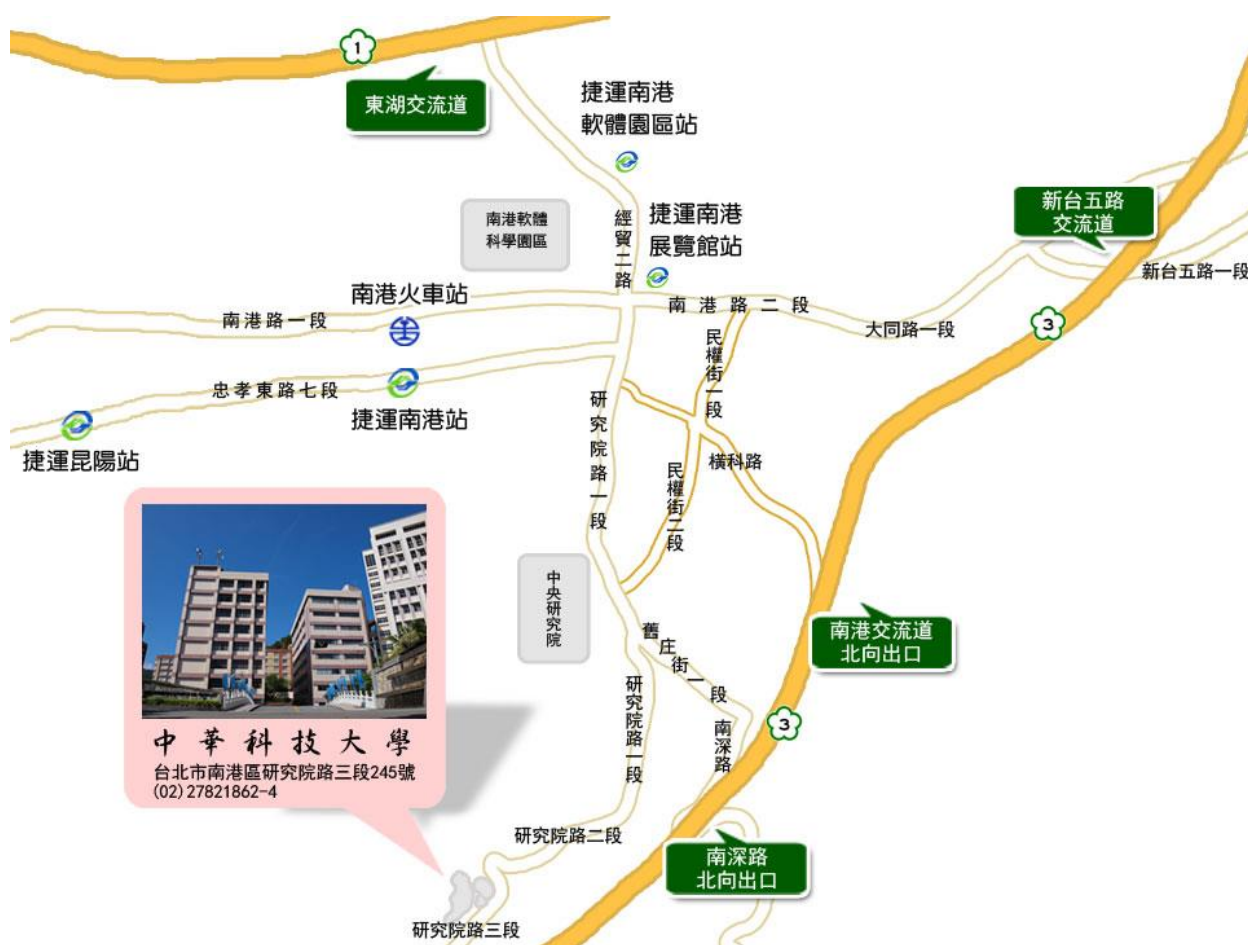 1
東湖交流道
捷運南港
軟體園區站
南港軟體
科學園區
經貿二路
捷運南港
展覽館站
新台五路
交流道
新台五路一段
南港火車站
南港路一段
南港路二段
大同路一段
3
民權街一段
忠孝東路七段
捷運南港站
捷運昆陽站
研究院路一段
橫科路
民權街二段
中央研究院
舊庄街一段
南港交流道
北向出口
研究院路一段
南深路
3
中華科技大學
台北市南港區研究院路三段245號
(02)27821862-4
研究院路二段
南深路
北向出口
研究院路三段